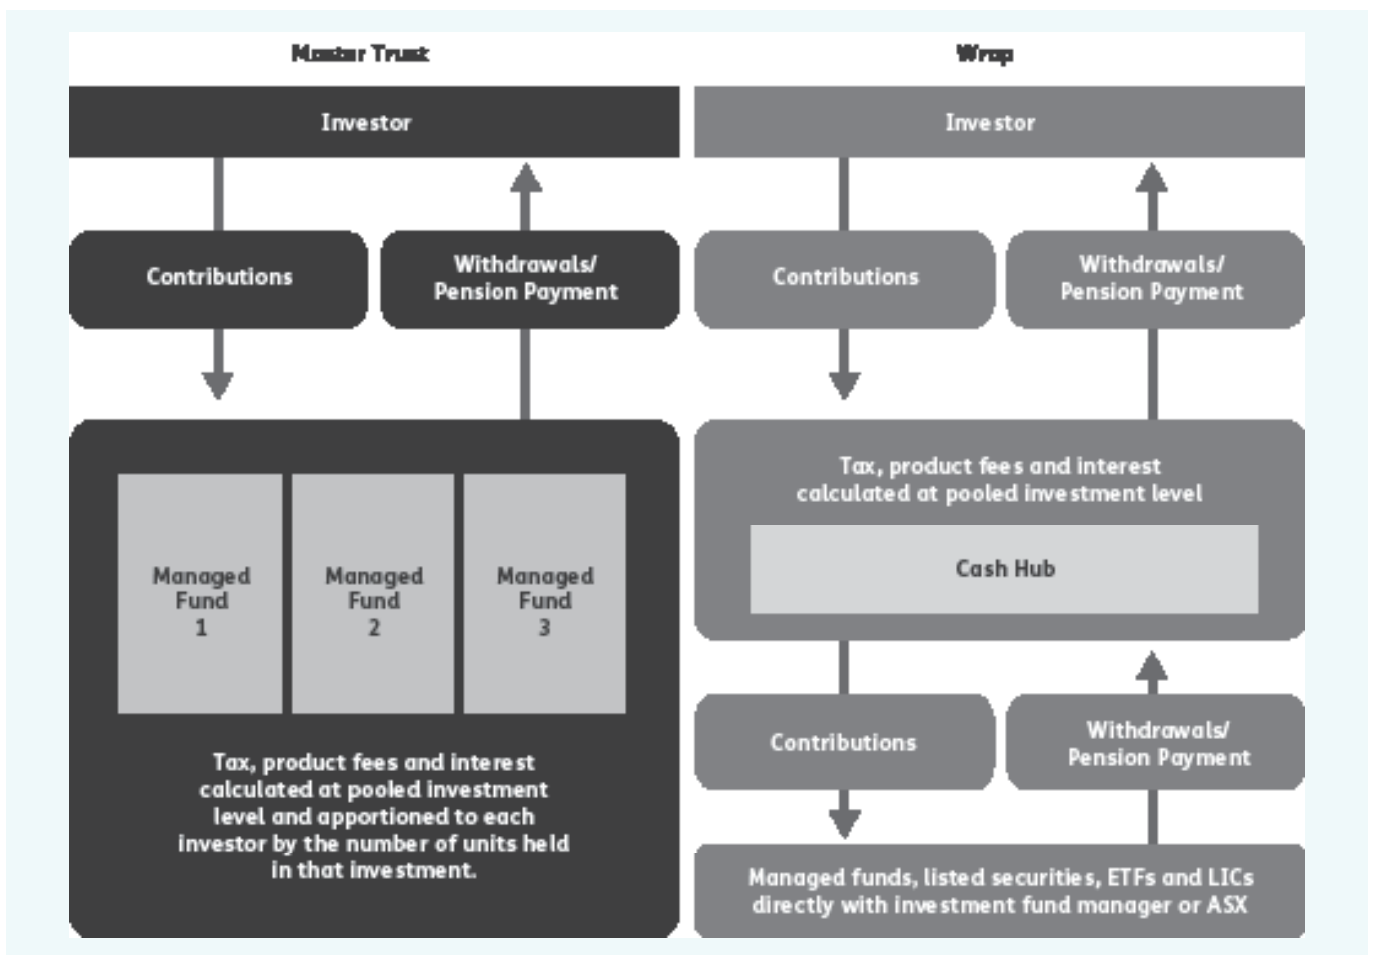 Master Trust
Investor
Contributions
Withdrawals/
Pension Payment
Managed
Fund
1
Managed
Fund
2
Managed
Fund
3
Tax, product fees and interest
calculated at pooled investment
level and apportioned to each
investor by the number of units held
in that investment.
Wrap
Investor
Contributions
Withdrawals/
Pension Payment
Tax, product fees and interest
calculated at pooled investment level
Cash Hub
Contributions
Withdrawals/
Pension Payment
Managed funds, listed securities, ETFs and LICs
directly with investment fund manager or ASX